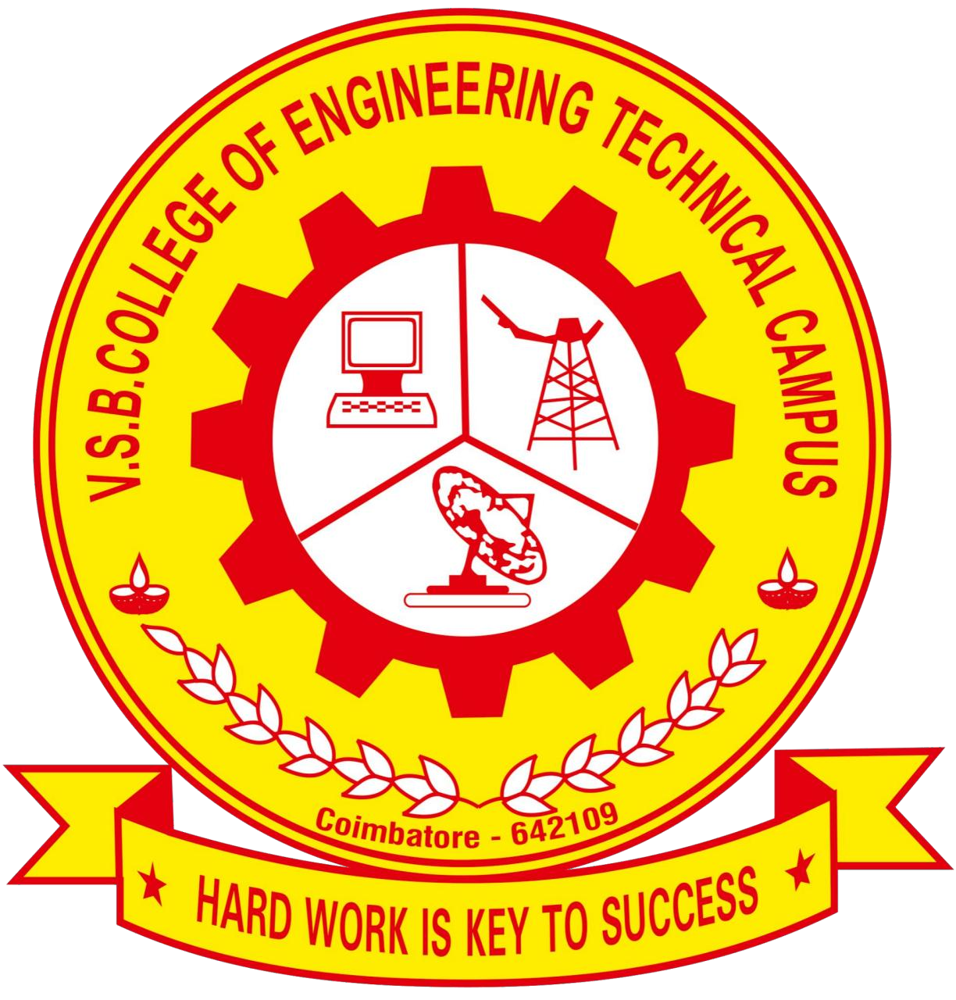 V.S.B.COLLEGE OF ENGINEERING TECHNICAL CAMPUS
Coimbatore - 642109
HARD WORK IS KEY TO SUCCESS